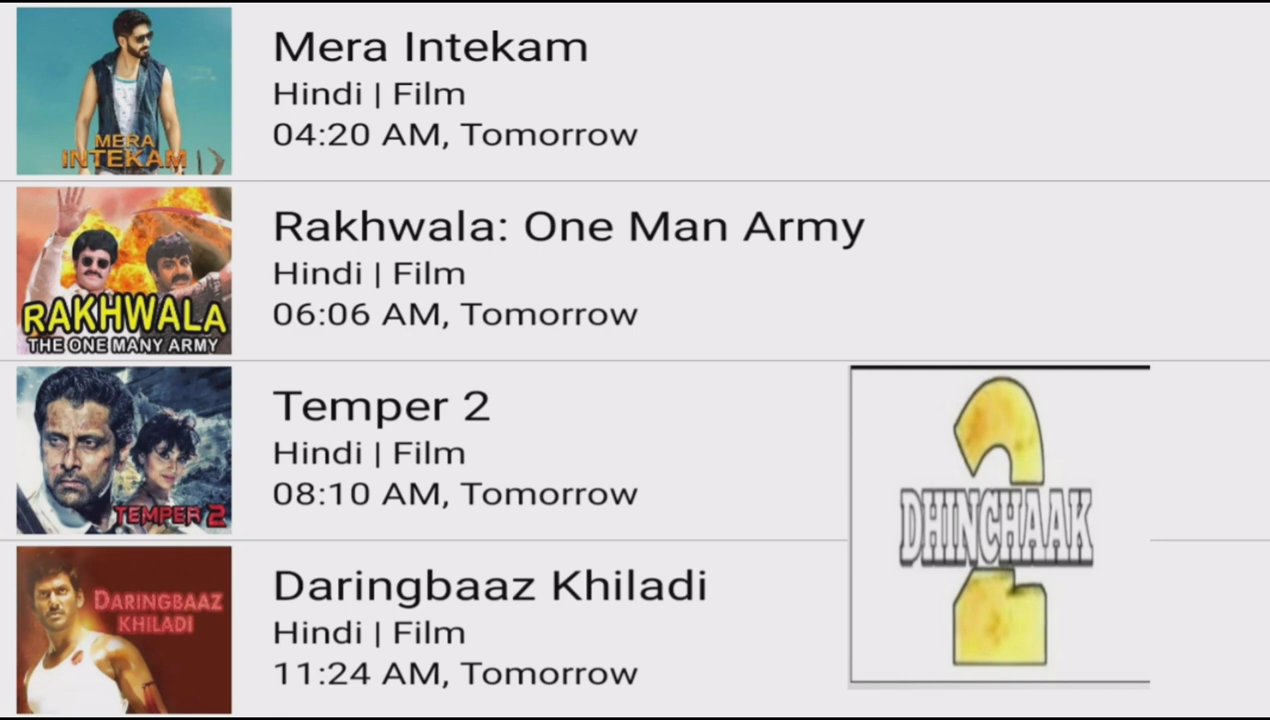 MERA
INTEKAM
Mera Intekam
Hindi | Film
04:20 AM, Tomorrow
RAKHWALA
THE ONE MANY ARMY
Rakhwala: One Man Army
Hindi | Film
06:06 AM, Tomorrow
TEMPER 2
Temper 2
Hindi | Film
08:10 AM, Tomorrow
2
DHINCHAAK
DARINGBAAZ
KHILADI
Daringbaaz Khiladi
Hindi | Film
11:24 AM, Tomorrow